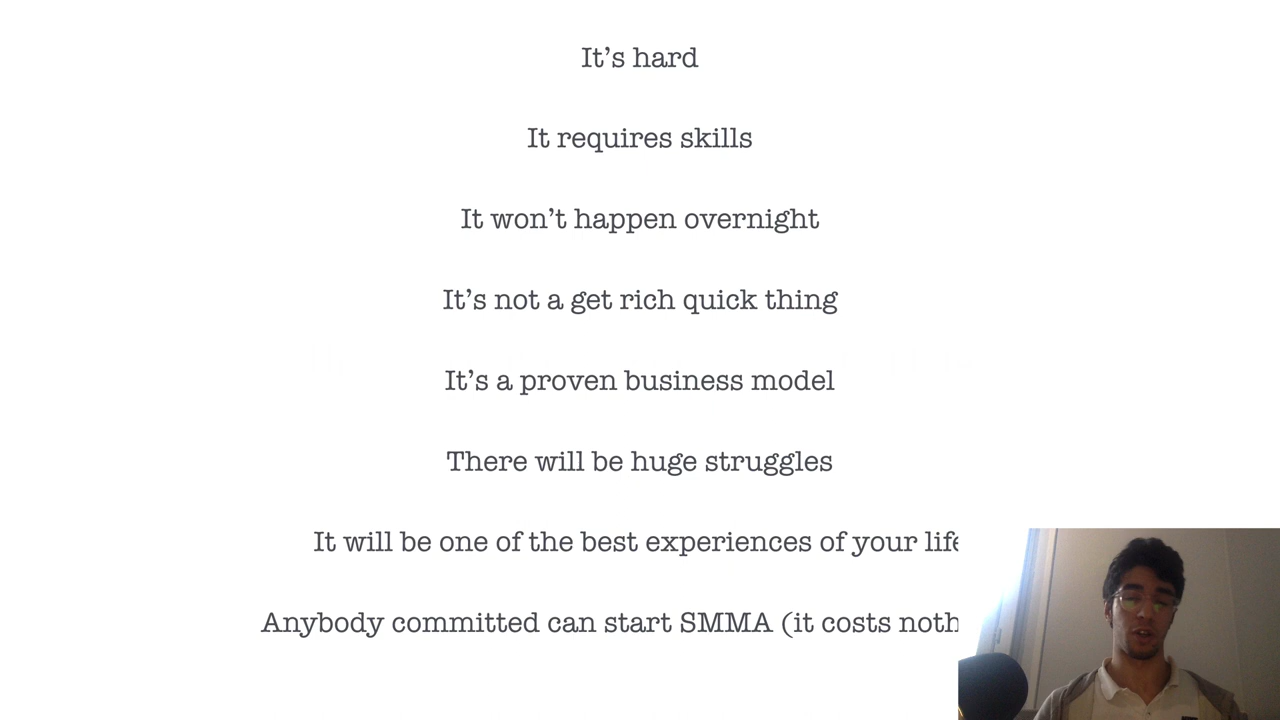 It’s hard
It requires skills
It won’t happen overnight
It’s not a get rich quick thing
It’s a proven business model
There will be huge struggles
It will be one of the best experiences of your life
Anybody committed can start SMMA (it costs noth